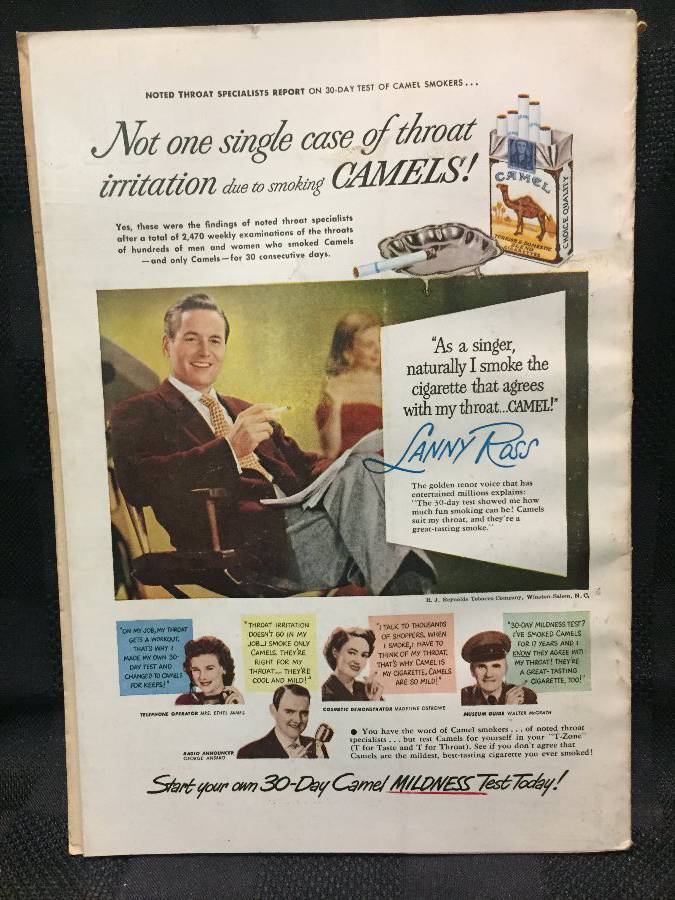 NOTED THROAT SPECIALISTS REPORT ON 30-DAY TEST OF CAMEL SMOKERS...
Not one single case of throat
irritation due to smoking CAMELS!
Yes, these were the findings of noted throat specialists
after a total of 2,470 weekly examinations of the throats
of hundreds of men and women who smoked Camels
—and only Camels—for 30 consecutive days.
CAMEL
TURKISH & DOMESTIC
BLEND
CIGARETTES
CHOICE QUALITY
"As a singer,
naturally I smoke the
cigarette that agrees
with my throat...CAMEL!"
LANNY ROSS
The golden tenor voice that has
entertained millions explains:
"The 30-day test showed me how
much fun smoking can be! Camels
suit my throat, and they're a
great-tasting smoke."
R. J. Reynolds Tobacco Company, Winston-Salem, N. C.
"ON MY JOB, MY THROAT
GETS A WORKOUT.
THAT'S WHY I
MADE MY OWN 30-
DAY TEST AND
CHANGED TO CAMELS
FOR KEEPS!"
TELEPHONE OPERATOR MRS. ETHEL
"THROAT IRRITATION
DOESN'T GO IN MY
JOB...I SMOKE ONLY
CAMELS. THEY'RE
RIGHT FOR MY
THROAT... THEY'RE
COOL AND MILD!"
RADIO ANNOUNCER
GEORGE ANSBRO
"I TALK TO THOUSANDS
OF SHOPPERS. WHEN
I SMOKE, I HAVE TO
THINK OF MY THROAT.
THAT'S WHY CAMEL IS
MY CIGARETTE. CAMELS
ARE SO MILD!"
COSMETIC DEMONSTRATOR MADELINE OSTROWE
"30-DAY MILDNESS TEST?
I'VE SMOKED CAMELS
FOR 17 YEARS AND I
KNOW THEY AGREE WITH
MY THROAT! THEY'RE
A GREAT-TASTING
CIGARETTE, TOO!"
MUSEUM GUIDE WALTER McGRATH
● You have the word of Camel smokers...of noted throat
specialists...but test Camels for yourself in your "T-Zone"
(T for Taste and T for Throat). See if you don't agree that
Camels are the mildest, best-tasting cigarette you ever smoked!
Start your own 30-Day Camel MILDNESS Test Today!